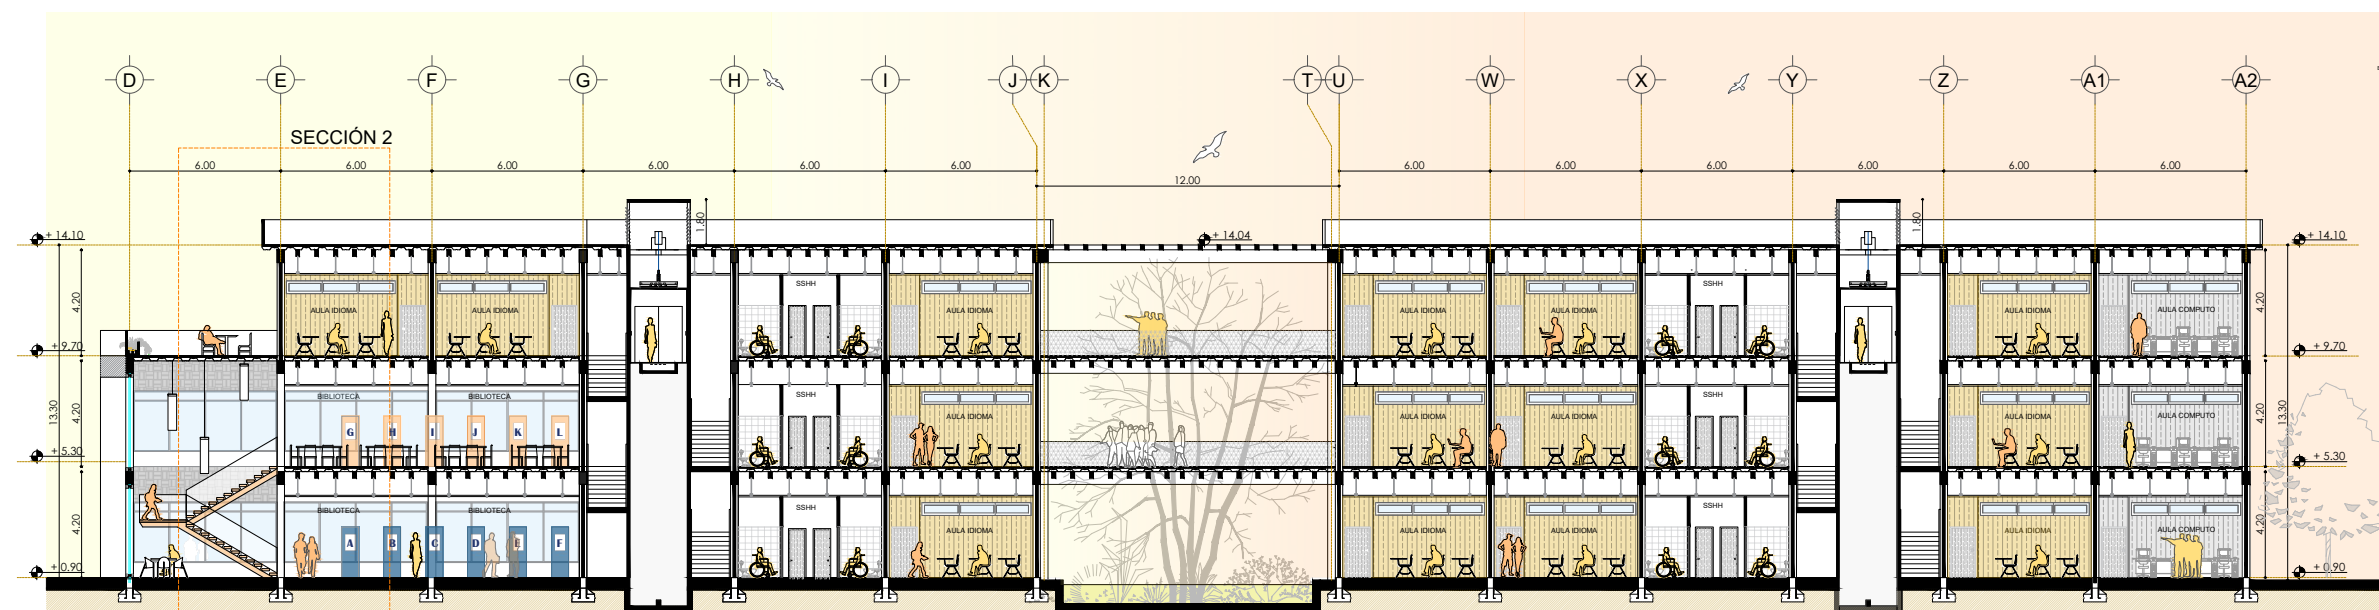 D E F G H I J K T U W X Y Z A1 A2
SECCIÓN 2
6.00 6.00 6.00 6.00 6.00 6.00 6.00 6.00 6.00 6.00 6.00 6.00
12.00
1.80 1.80
+ 14.10 + 14.04 + 14.10
SSHH SSHH
AULA IDIOMA AULA IDIOMA AULA IDIOMA AULA IDIOMA AULA IDIOMA AULA IDIOMA AULA COMPUTO
4.20 4.20
+ 9.70 + 9.70
BIBLIOTECA BIBLIOTECA SSHH SSHH
13.30 4.20 AULA IDIOMA AULA IDIOMA AULA IDIOMA AULA IDIOMA AULA COMPUTO 4.20 13.30
G H I J K L
+ 5.30 + 5.30
BIBLIOTECA BIBLIOTECA SSHH SSHH
4.20 AULA IDIOMA AULA IDIOMA AULA IDIOMA AULA IDIOMA AULA COMPUTO 4.20
A B C D E F
+ 0.90 + 0.90